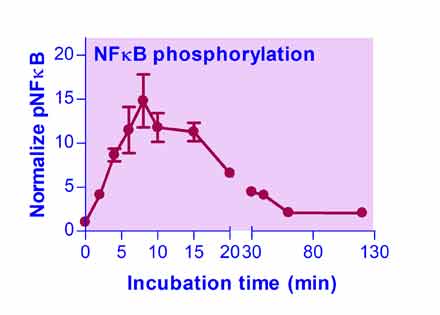 NFκB phosphorylation
Normalize pNFκB
20
15
10
5
0
0 5 10 15 20 30 80 130
Incubation time (min)